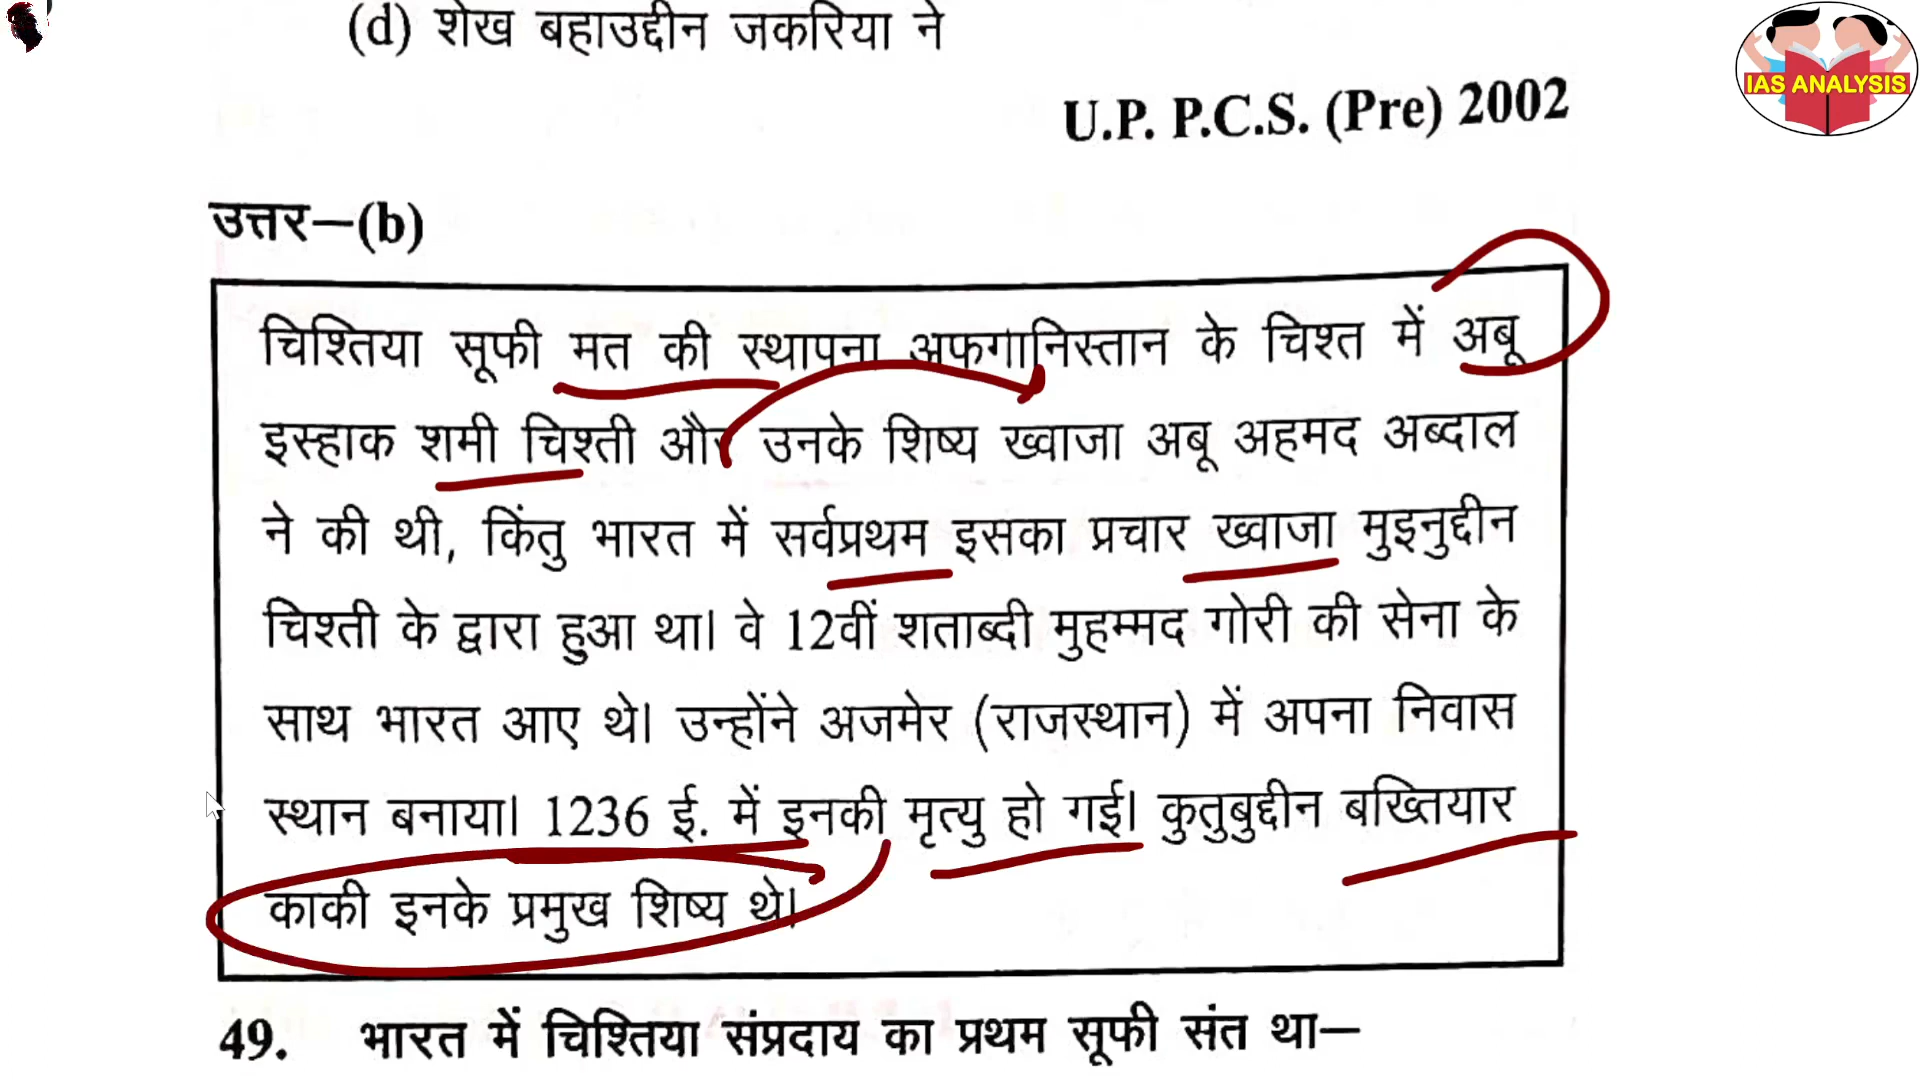 (d) शेख बहाउद्दीन जकरिया ने
IAS ANALYSIS
U.P. P.C.S. (Pre) 2002
उत्तर—(b)
चिश्तिया सूफी मत की स्थापना अफगानिस्तान के चिश्त में अबू
इस्हाक शमी चिश्ती और उनके शिष्य ख्वाजा अबू अहमद अब्दाल
ने की थी, किंतु भारत में सर्वप्रथम इसका प्रचार ख्वाजा मुइनुद्दीन
चिश्ती के द्वारा हुआ था। वे 12वीं शताब्दी मुहम्मद गोरी की सेना के
साथ भारत आए थे। उन्होंने अजमेर (राजस्थान) में अपना निवास
स्थान बनाया। 1236 ई. में इनकी मृत्यु हो गई। कुतुबुद्दीन बख्तियार
काकी इनके प्रमुख शिष्य थे।
49. भारत में चिश्तिया संप्रदाय का प्रथम सूफी संत था—